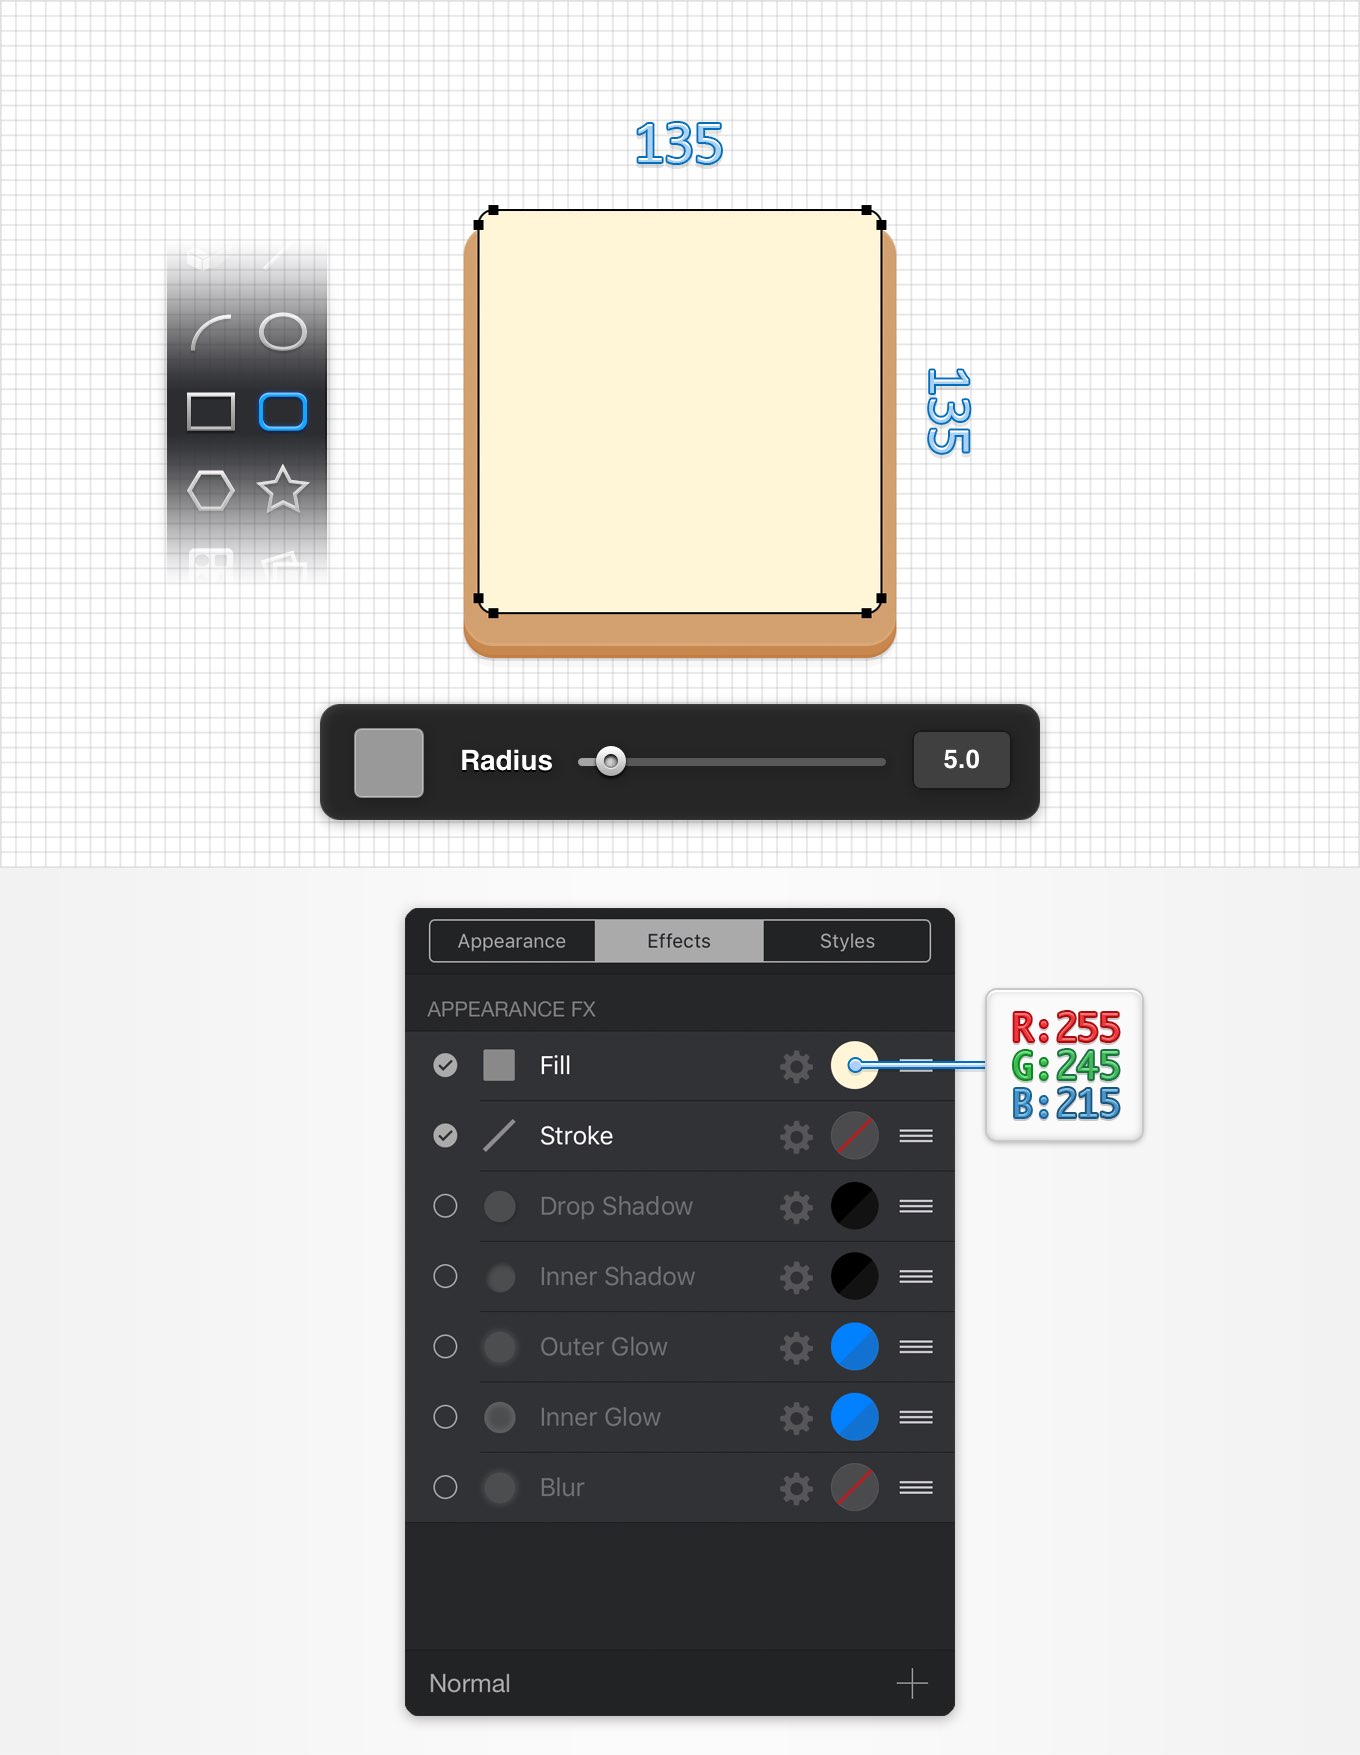 135
135
Radius 5.0
Appearance Effects Styles
APPEARANCE FX
Fill
R:255
G:245
B:215
Stroke
Drop Shadow
Inner Shadow
Outer Glow
Inner Glow
Blur
Normal